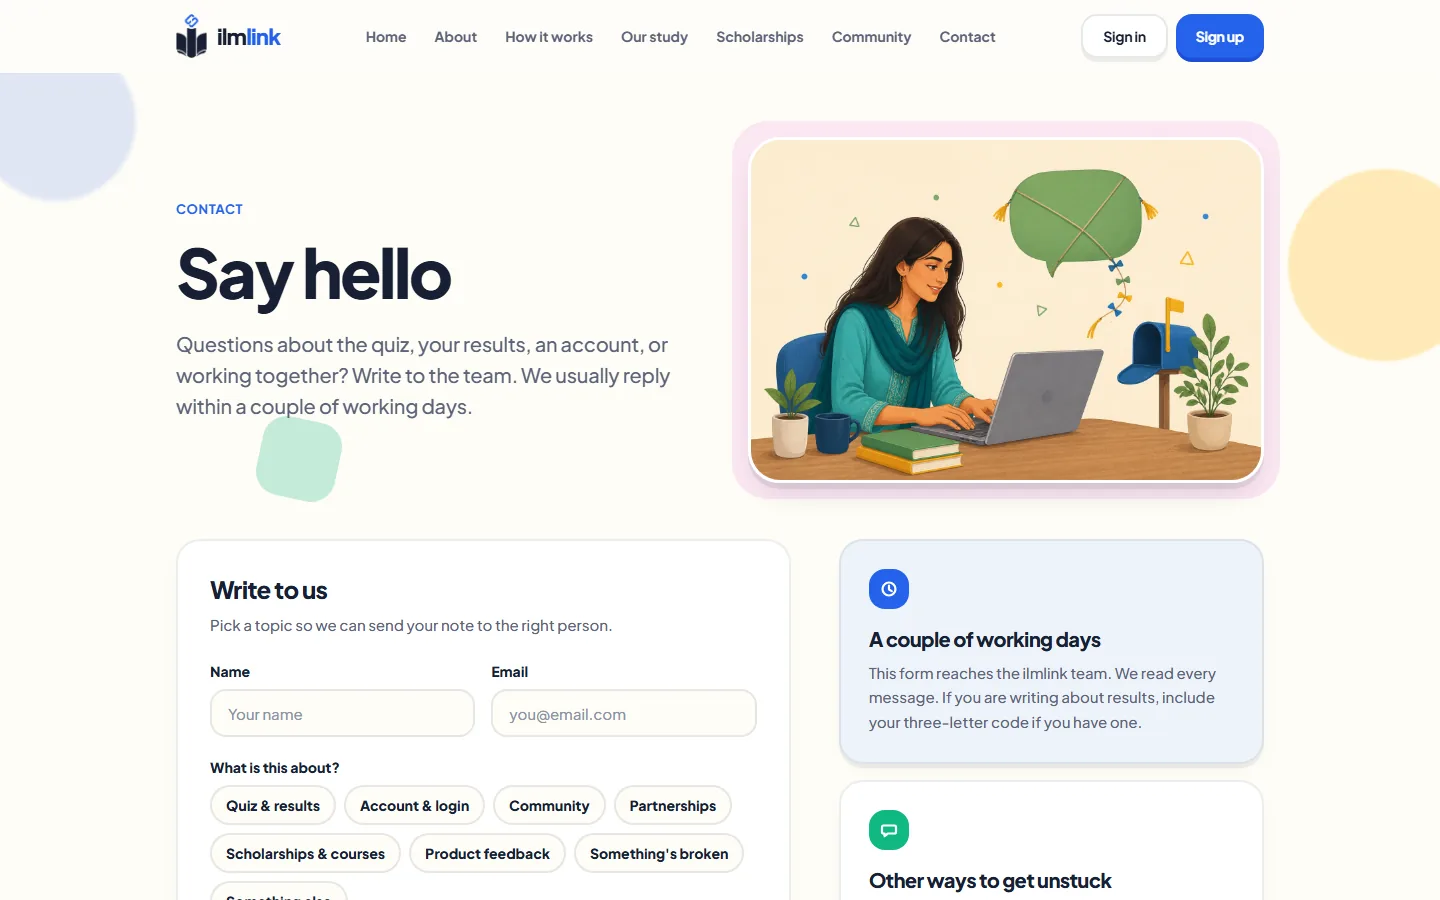 ilmlink
Home
About
How it works
Our study
Scholarships
Community
Contact
Sign in
Sign up
CONTACT
Say hello
Questions about the quiz, your results, an account, or
working together? Write to the team. We usually reply
within a couple of working days.
Write to us
Pick a topic so we can send your note to the right person.
Name
Email
Your name
you@email.com
What is this about?
Quiz & results
Account & login
Community
Partnerships
Scholarships & courses
Product feedback
Something's broken
Something else
A couple of working days
This form reaches the ilmlink team. We read every
message. If you are writing about results, include
your three-letter code if you have one.
Other ways to get unstuck